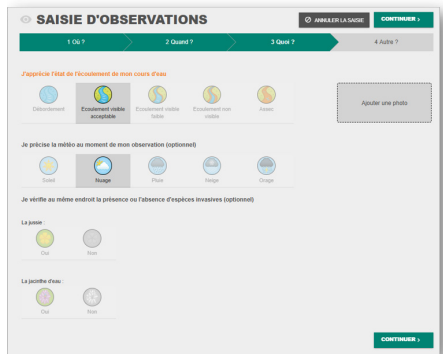 SAISIE D'OBSERVATIONS
ANNULER LA SAISIE
CONTINUER ›
1 Où ?
2 Quand ?
3 Quoi ?
4 Autre ?
J'apprécie l'état de l'écoulement de mon cours d'eau
Débordement
Ecoulement visible acceptable
Ecoulement visible faible
Ecoulement non visible
Assec
Ajouter une photo
Je précise la météo au moment de mon observation (optionnel)
Soleil
Nuage
Pluie
Neige
Orage
Je vérifie au même endroit la présence ou l'absence d'espèces invasives (optionnel)
La jussie :
Oui
Non
La jacinthe d'eau :
Oui
Non
CONTINUER ›